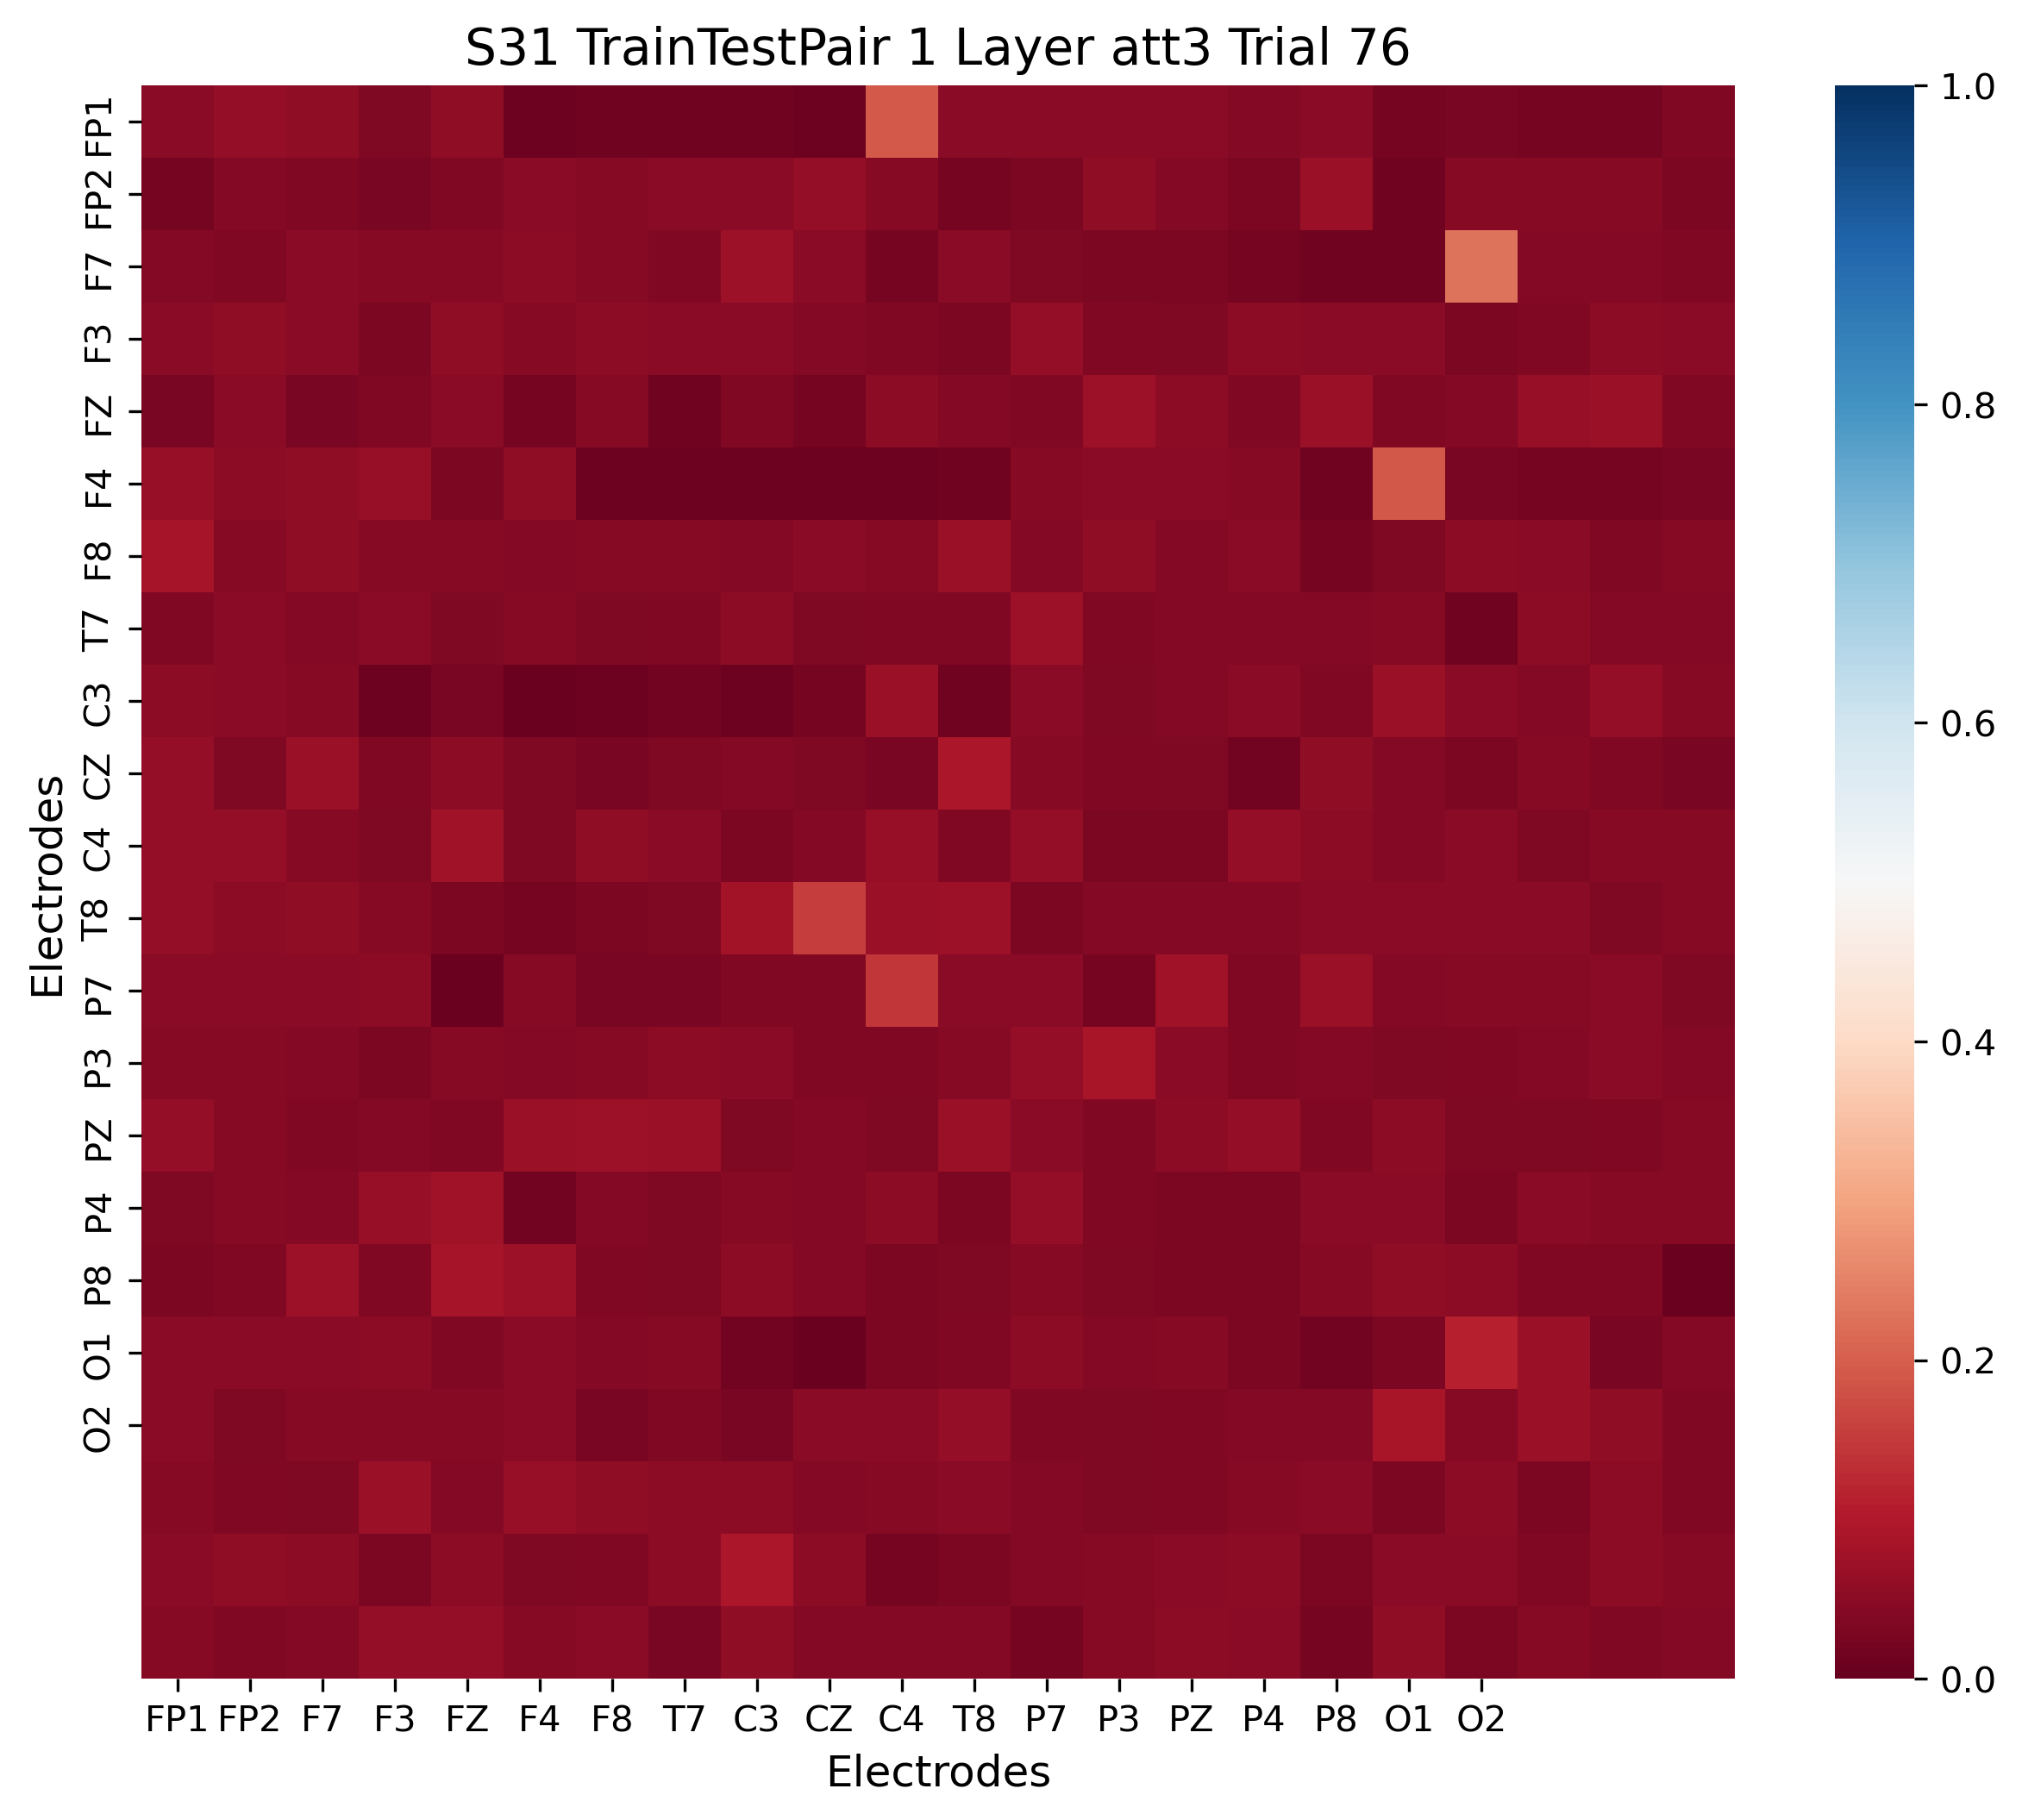 S31 TrainTestPair 1 Layer att3 Trial 76
Electrodes
FP1
FP2
F7
F3
FZ
F4
F8
T7
C3
CZ
C4
T8
P7
P3
PZ
P4
P8
O1
O2
FP1 FP2 F7 F3 FZ F4 F8 T7 C3 CZ C4 T8 P7 P3 PZ P4 P8 O1 O2
Electrodes
1.0
0.8
0.6
0.4
0.2
0.0